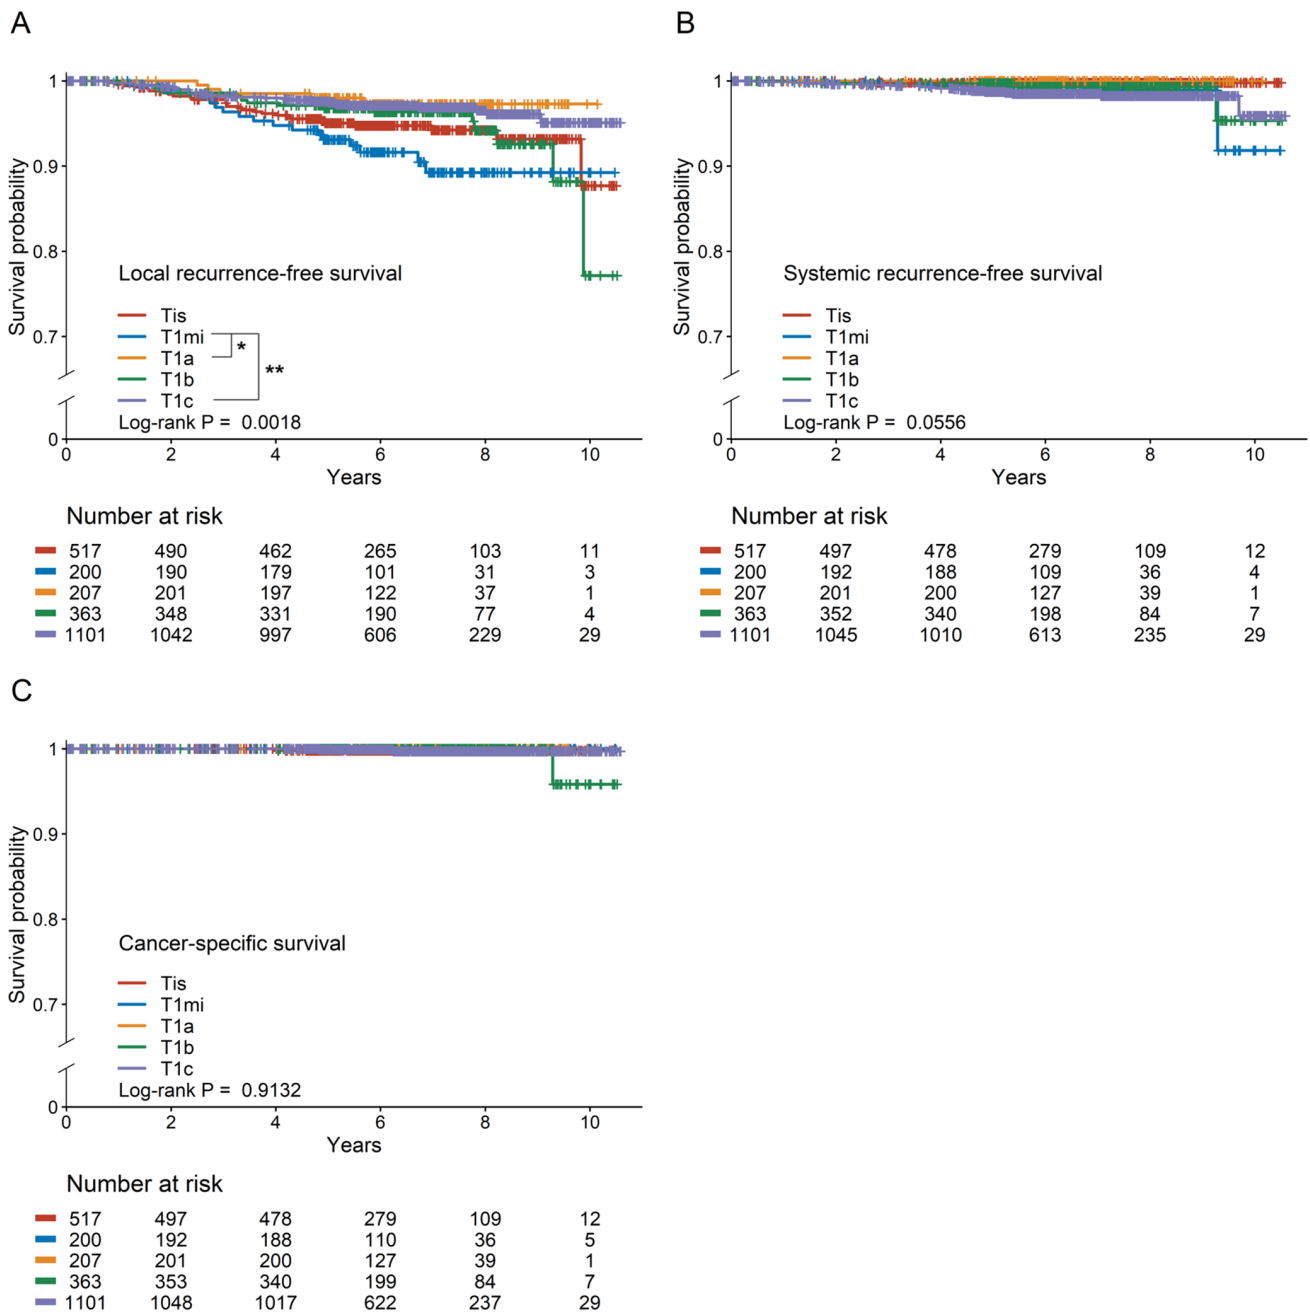 A
Survival probability
1
0.9
0.8
0.7
0
Local recurrence-free survival
Tis
T1mi
T1a
T1b
T1c
*
**
Log-rank P = 0.0018
0 2 4 6 8 10
Years
Number at risk
517 490 462 265 103 11
200 190 179 101 31 3
207 201 197 122 37 1
363 348 331 190 77 4
1101 1042 997 606 229 29
B
Survival probability
1
0.9
0.8
0.7
0
Systemic recurrence-free survival
Tis
T1mi
T1a
T1b
T1c
Log-rank P = 0.0556
0 2 4 6 8 10
Years
Number at risk
517 497 478 279 109 12
200 192 188 109 36 4
207 201 200 127 39 1
363 352 340 198 84 7
1101 1045 1010 613 235 29
C
Survival probability
1
0.9
0.8
0.7
0
Cancer-specific survival
Tis
T1mi
T1a
T1b
T1c
Log-rank P = 0.9132
0 2 4 6 8 10
Years
Number at risk
517 497 478 279 109 12
200 192 188 110 36 5
207 201 200 127 39 1
363 353 340 199 84 7
1101 1048 1017 622 237 29